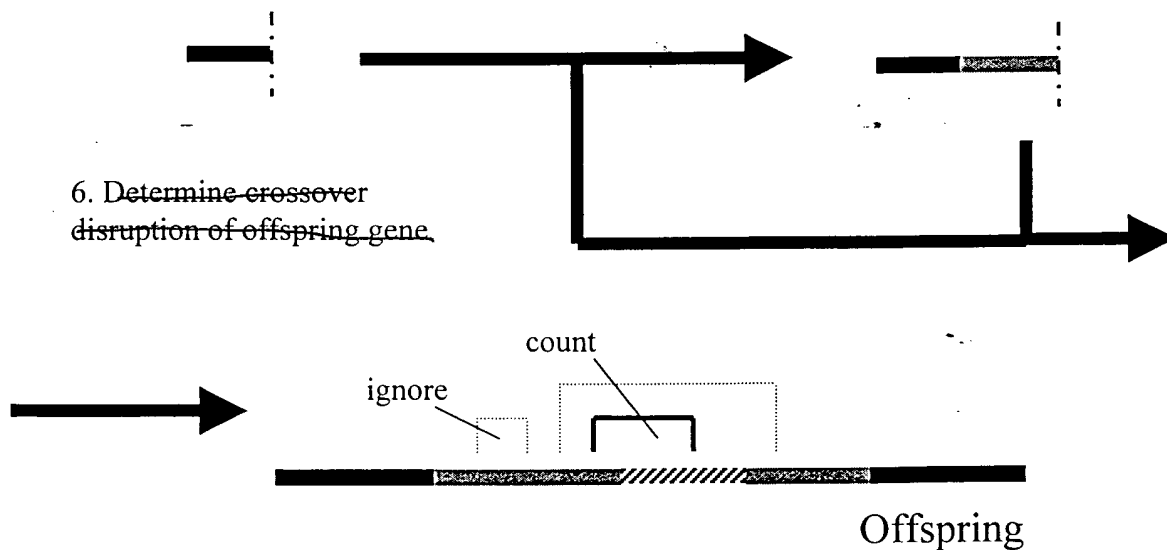 6. Determine crossover
disruption of offspring gene
count
ignore
Offspring